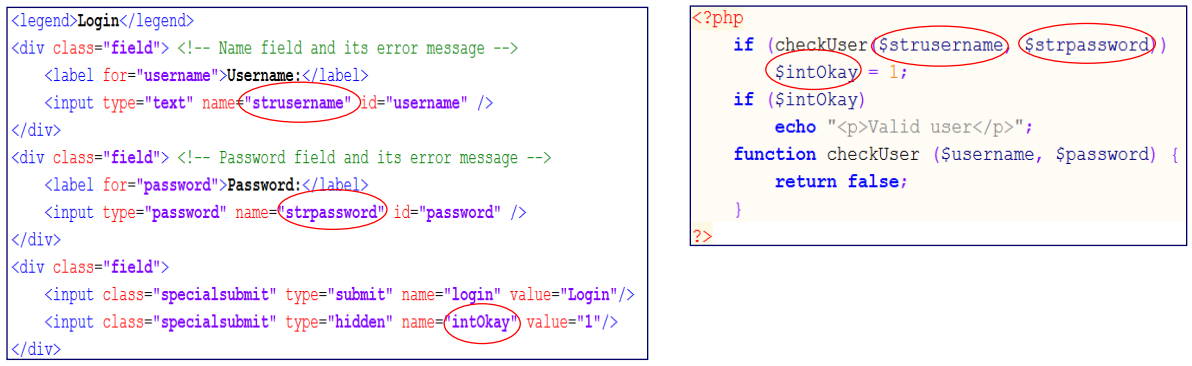 <legend>Login</legend>
<div class="field"> <!-- Name field and its error message -->
<label for="username">Username:</label>
<input type="text" name="strusername" id="username" />
</div>
<div class="field"> <!-- Password field and its error message -->
<label for="password">Password:</label>
<input type="password" name="strpassword" id="password" />
</div>
<div class="field">
<input class="specialsubmit" type="submit" name="login" value="Login"/>
<input class="specialsubmit" type="hidden" name="intOkay" value="1"/>
</div>
<?php
if (checkUser($strusername, $strpassword))
$intOkay = 1;
if ($intOkay)
echo "<p>Valid user</p>";
function checkUser ($username, $password) {
return false;
}
?>